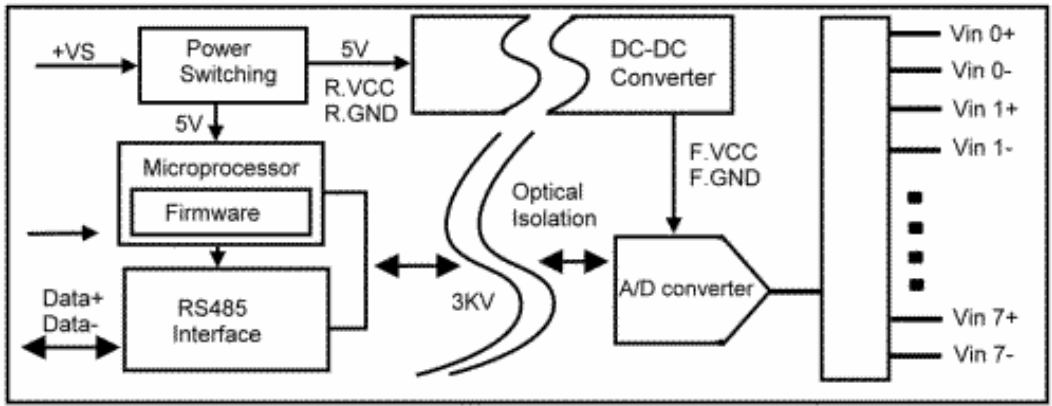 +VS
Power
Switching
5V
R.VCC
R.GND
DC-DC
Converter
Vin 0+
Vin 0-
Vin 1+
Vin 1-
5V
Microprocessor
Firmware
F.VCC
F.GND
Optical
Isolation
Data+
Data-
RS485
Interface
3KV
A/D converter
Vin 7+
Vin 7-